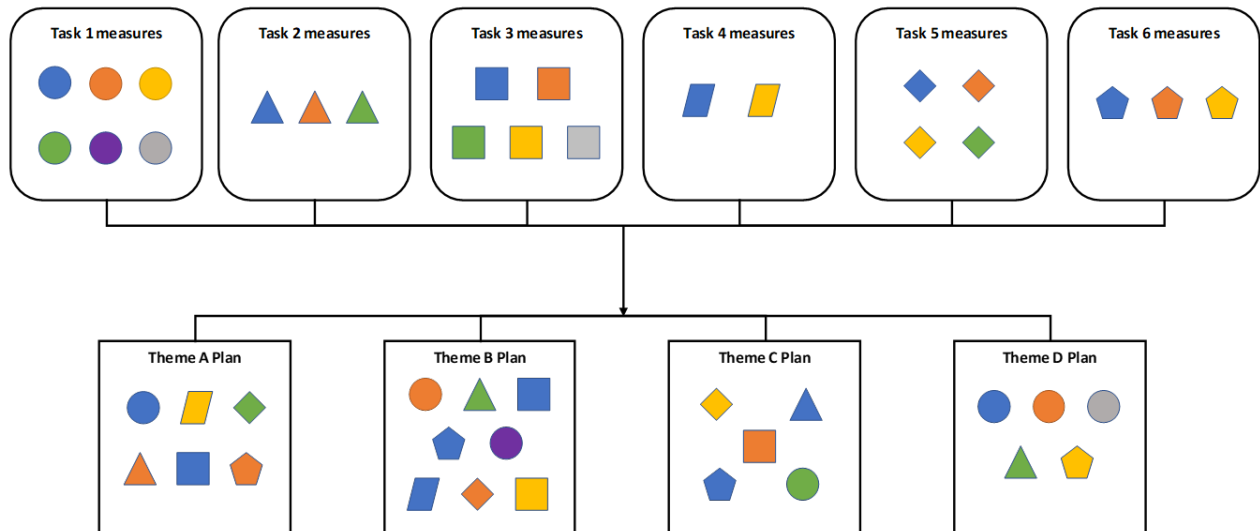 Task 1 measures
Task 2 measures
Task 3 measures
Task 4 measures
Task 5 measures
Task 6 measures
Theme A Plan
Theme B Plan
Theme C Plan
Theme D Plan